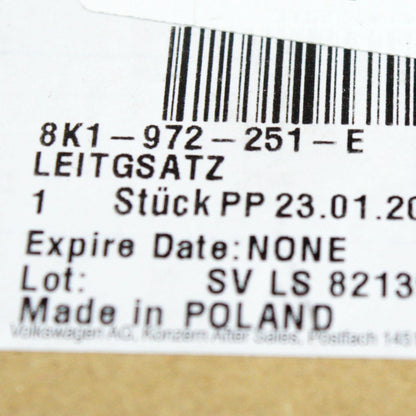 8K1-972-251-E
LEITGSATZ
1 Stück PP 23.01.20
Expire Date:NONE
Lot: SV LS 8213
Made in POLAND
Volkswagen AG, Konzern After Sales, Postfach 1451